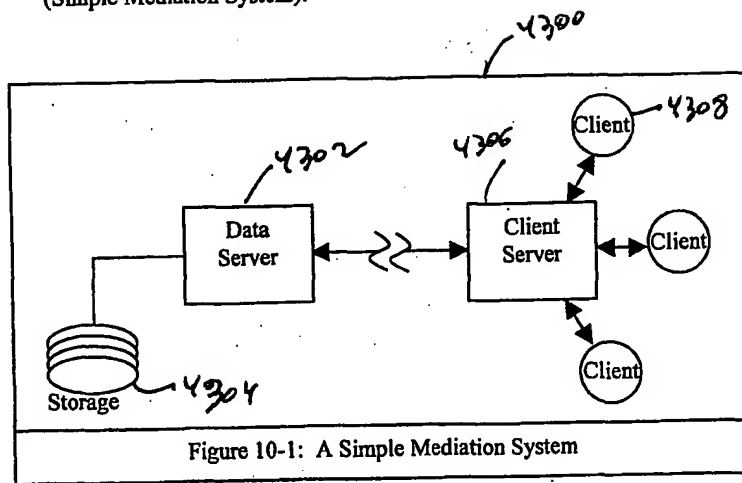 (Simple Mediation System).
4300
Client
4308
4302
4306
Data
Server
Client
Server
Client
Client
Storage
4304
Figure 10-1: A Simple Mediation System